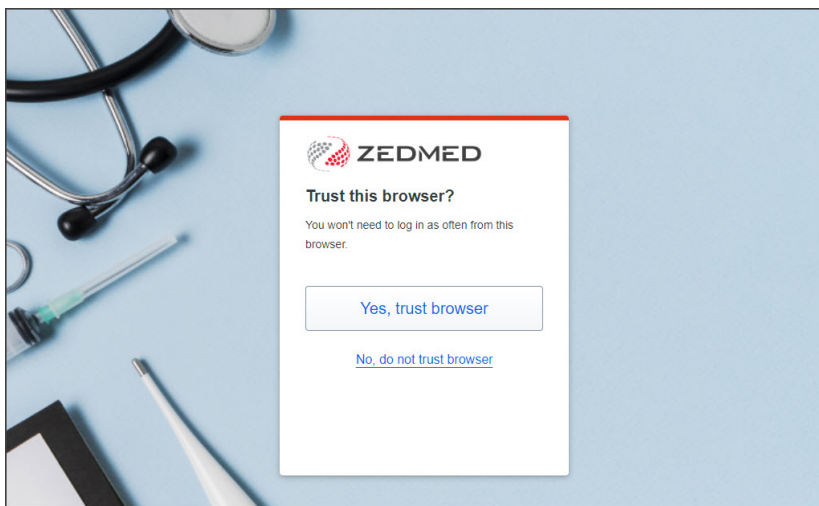 ZEDMED
Trust this browser?
You won't need to log in as often from this
browser.
Yes, trust browser
No, do not trust browser